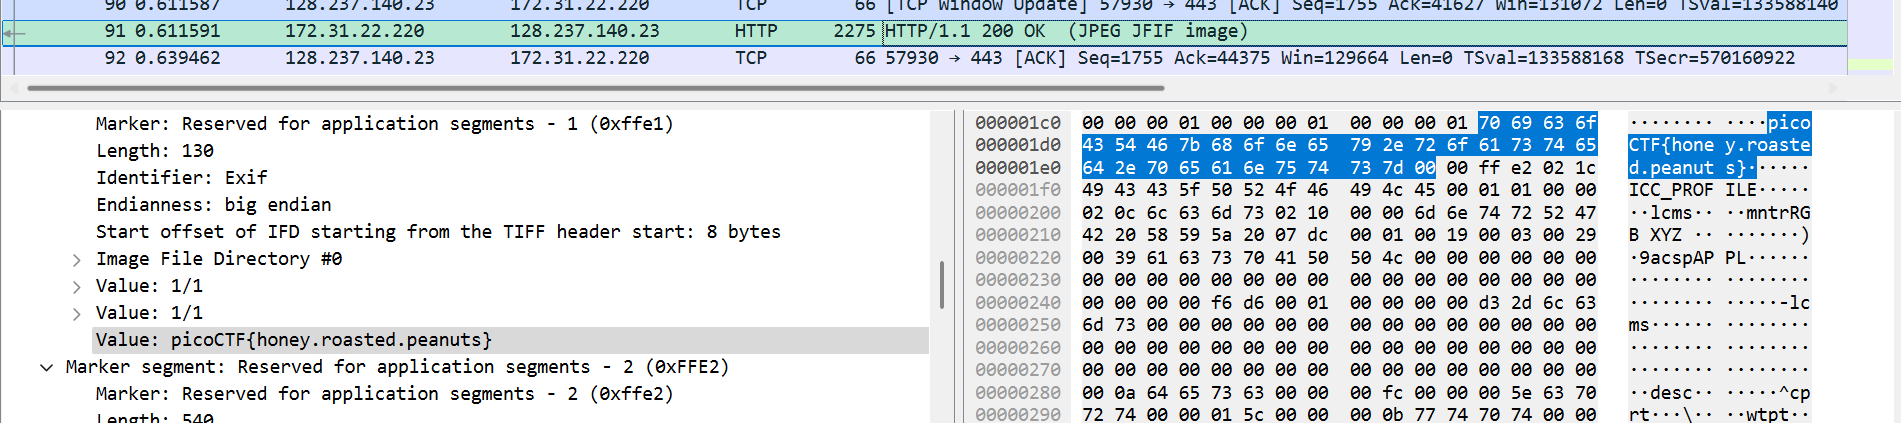 90 0.611587 128.237.140.23 172.31.22.220 TCP 66 [TCP Window Update] 57930 → 443 [ACK] Seq=1755 Ack=41627 Win=131072 Len=0 TSval=133588140
91 0.611591 172.31.22.220 128.237.140.23 HTTP 2275 HTTP/1.1 200 OK (JPEG JFIF image)
92 0.639462 128.237.140.23 172.31.22.220 TCP 66 57930 → 443 [ACK] Seq=1755 Ack=44375 Win=129664 Len=0 TSval=133588168 TSecr=570160922
Marker: Reserved for application segments - 1 (0xffe1)
Length: 130
Identifier: Exif
Endianness: big endian
Start offset of IFD starting from the TIFF header start: 8 bytes
Image File Directory #0
Value: 1/1
Value: 1/1
Value: picoCTF{honey.roasted.peanuts}
Marker segment: Reserved for application segments - 2 (0xFFE2)
Marker: Reserved for application segments - 2 (0xffe2)
Length: 540
000001c0 00 00 00 01 00 00 00 01 00 00 00 01 70 69 63 6f ········ ····pico
000001d0 43 54 46 7b 68 6f 6e 65 79 2e 72 6f 61 73 74 65 CTF{hone y.roaste
000001e0 64 2e 70 65 61 6e 75 74 73 7d 00 00 ff e2 02 1c d.peanut s}······
000001f0 49 43 43 5f 50 52 4f 46 49 4c 45 00 01 01 00 00 ICC_PROF ILE·····
00000200 02 0c 6c 63 6d 73 02 10 00 00 6d 6e 74 72 52 47 ··lcms·· ··mntrRG
00000210 42 20 58 59 5a 20 07 dc 00 01 00 19 00 03 00 29 B XYZ ·· ·······)
00000220 00 39 61 63 73 70 41 50 50 4c 00 00 00 00 00 00 ·9acspAP PL······
00000230 00 00 00 00 00 00 00 00 00 00 00 00 00 00 00 00 ········ ········
00000240 00 00 00 00 00 f6 d6 00 01 00 00 00 00 d3 2d 6c 63 ········ ·····-lc
00000250 6d 73 00 00 00 00 00 00 00 00 00 00 00 00 00 00 ms······ ········
00000260 00 00 00 00 00 00 00 00 00 00 00 00 00 00 00 00 ········ ········
00000270 00 00 00 00 00 00 00 00 00 00 00 00 00 00 00 00 ········ ········
00000280 00 0a 64 65 73 63 00 00 00 fc 00 00 00 5e 63 70 ··desc·· ·····^cp
00000290 72 74 00 00 01 5c 00 00 00 0b 77 74 70 74 00 00 rt···\·· ··wtpt··